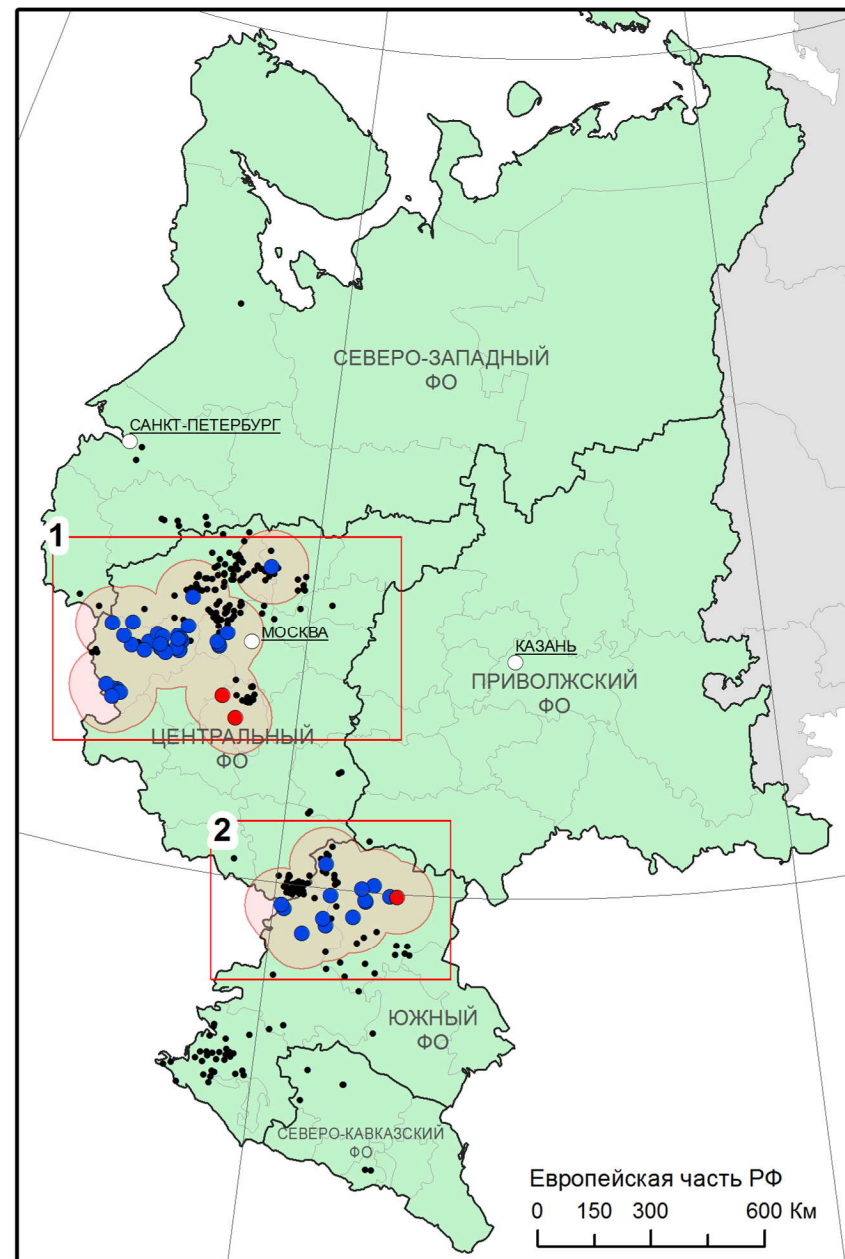 СЕВЕРО-ЗАПАДНЫЙ
ФО
САНКТ-ПЕТЕРБУРГ
1
МОСКВА
КАЗАНЬ
ПРИВОЛЖСКИЙ
ФО
ЦЕНТРАЛЬНЫЙ
ФО
2
ЮЖНЫЙ
ФО
СЕВЕРО-КАВКАЗСКИЙ
ФО
Европейская часть РФ
0 150 300 600 Км